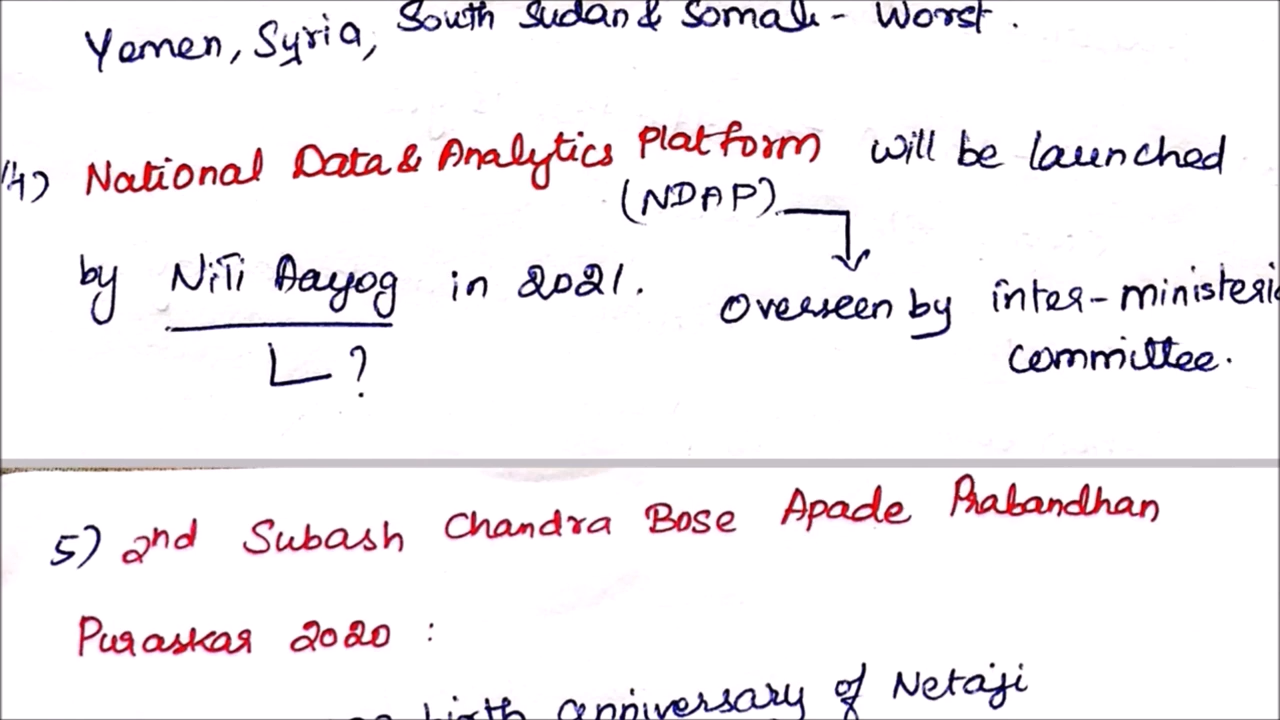 Yemen, Syria, South Sudan & Somali - Worst.
4) National Data & Analytics Platform will be launched
(NDAP)
by NiTi Aayog in 2021. Overseen by inter-ministeri
committee.
?
5) 2nd Subash Chandra Bose Apade Prabandhan
Puraskar 2020 :
birth anniversary of Netaji